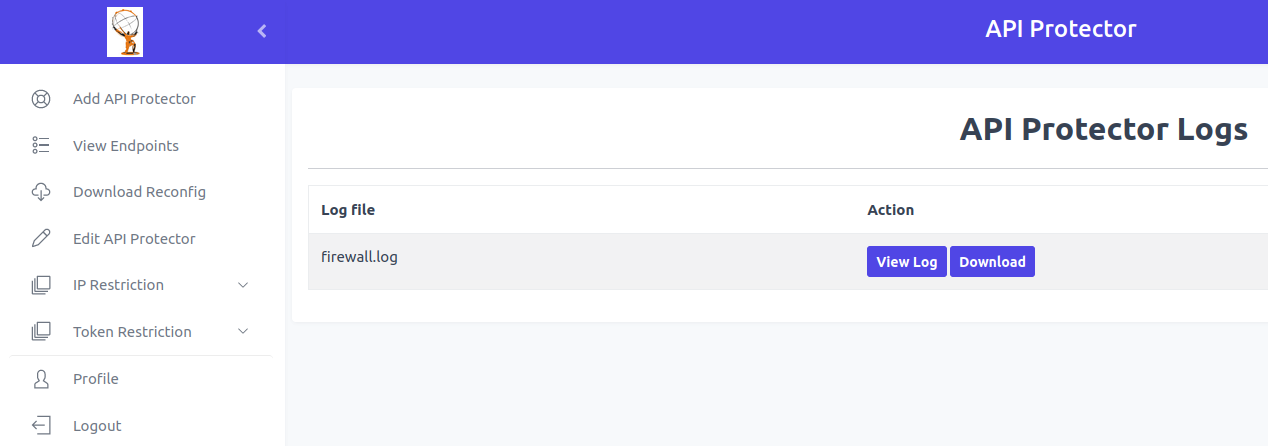 API Protector
Add API Protector
View Endpoints
Download Reconfig
Edit API Protector
IP Restriction
Token Restriction
Profile
Logout
API Protector Logs
Log file Action
firewall.log View Log Download